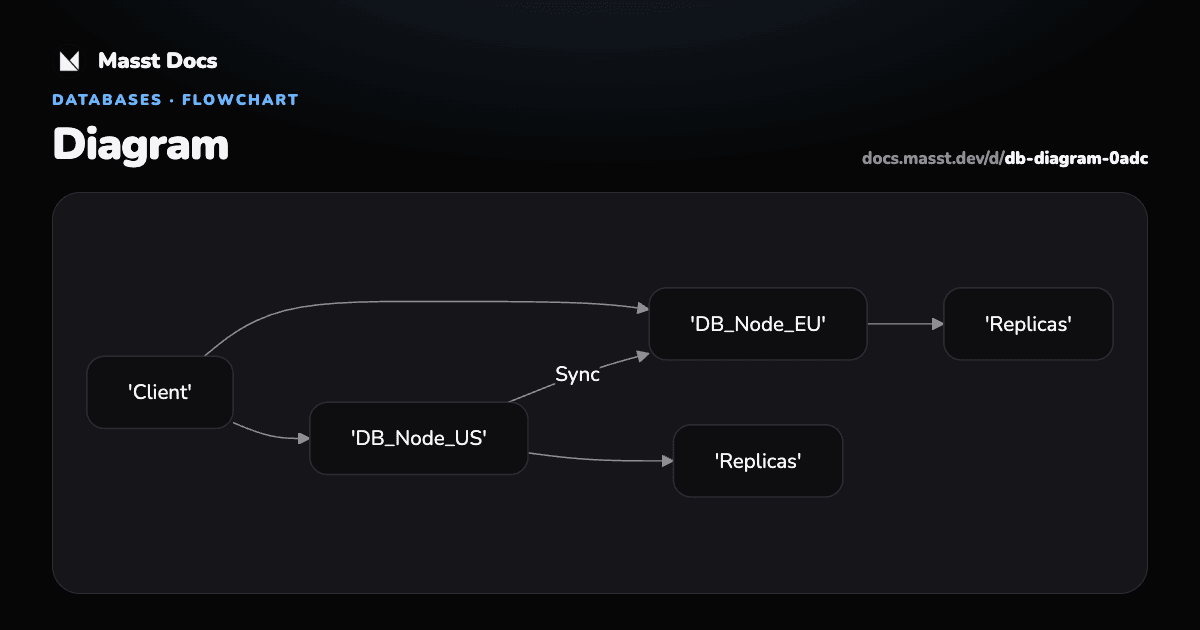 Masst Docs
DATABASES · FLOWCHART
Diagram
docs.masst.dev/d/db-diagram-0adc
'Client'
'DB_Node_US'
Sync
'DB_Node_EU'
'Replicas'
'Replicas'